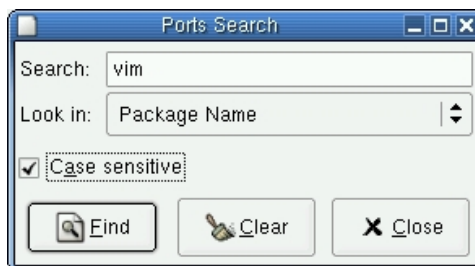 Ports Search
Search: vim
Look in: Package Name
Case sensitive
Find Clear Close